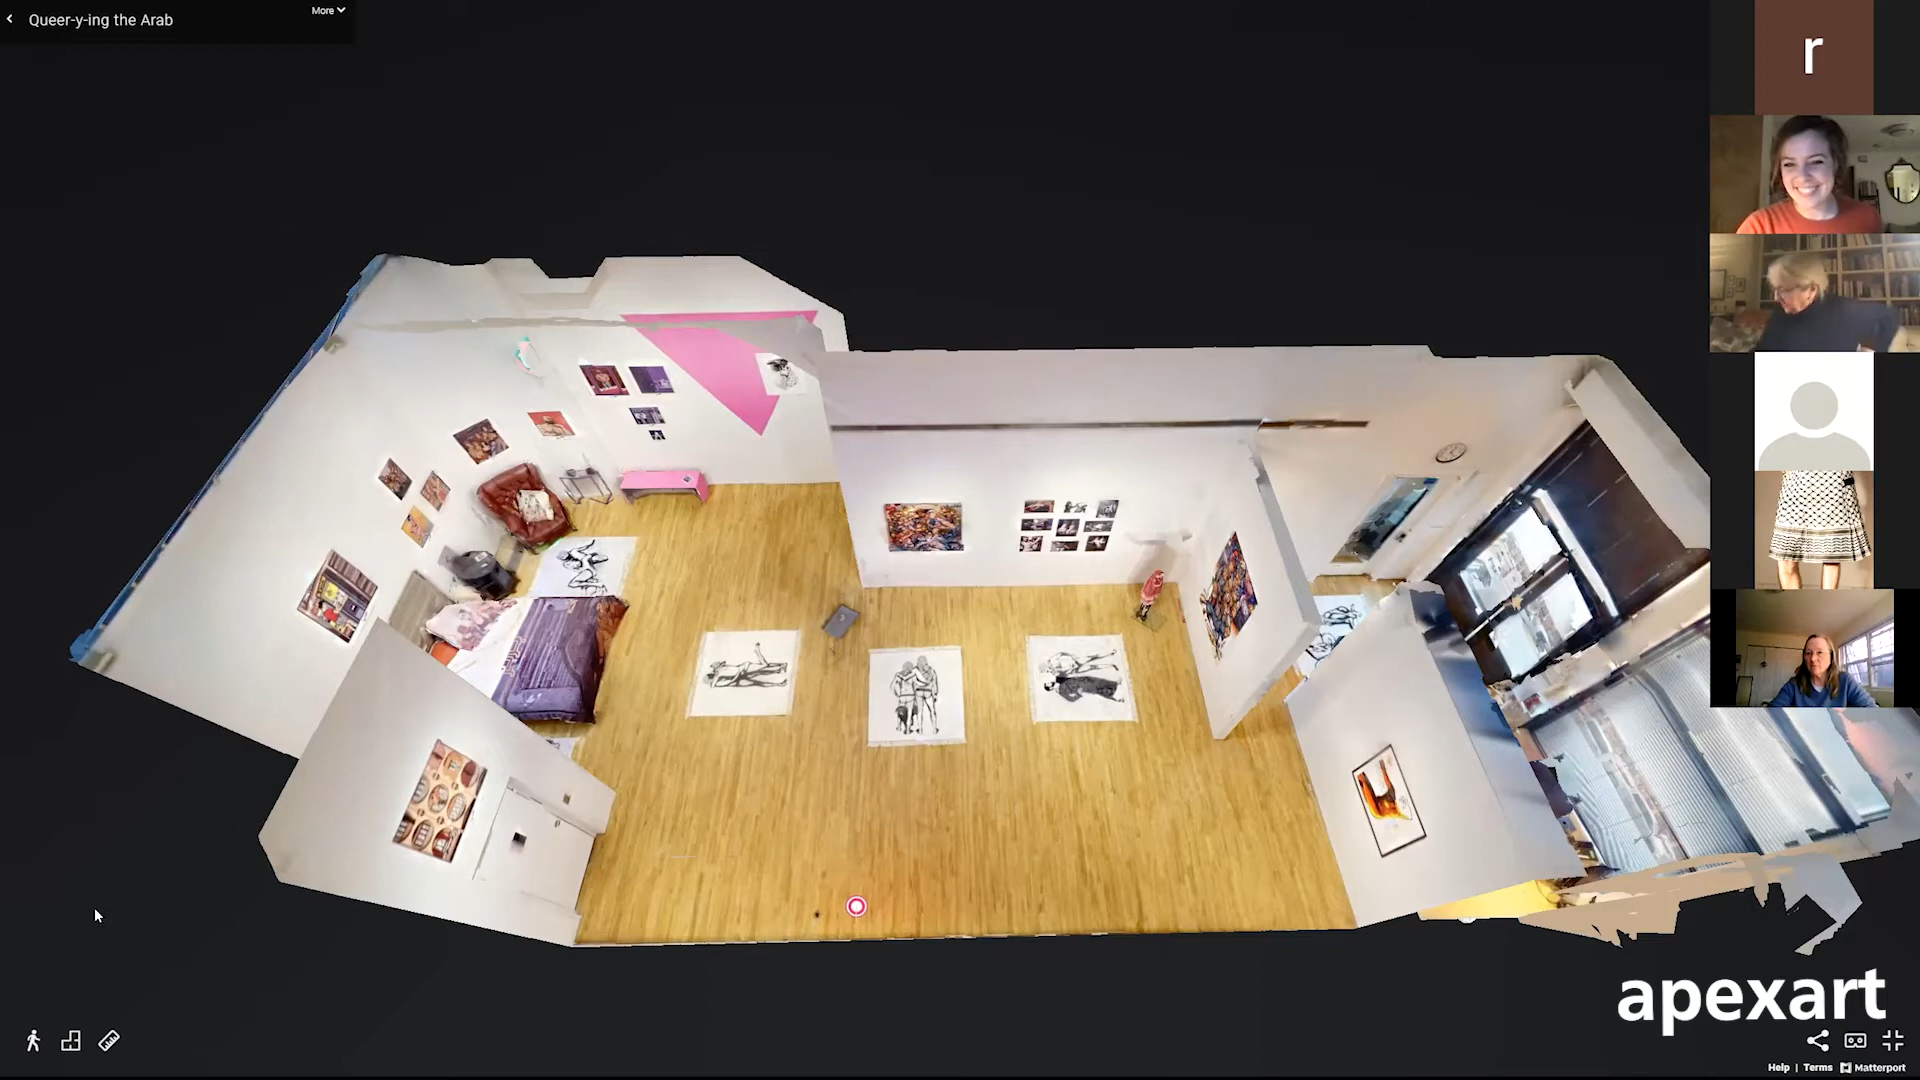 Queer-y-ing the Arab
More
r
apexart
Help | Terms Matterport